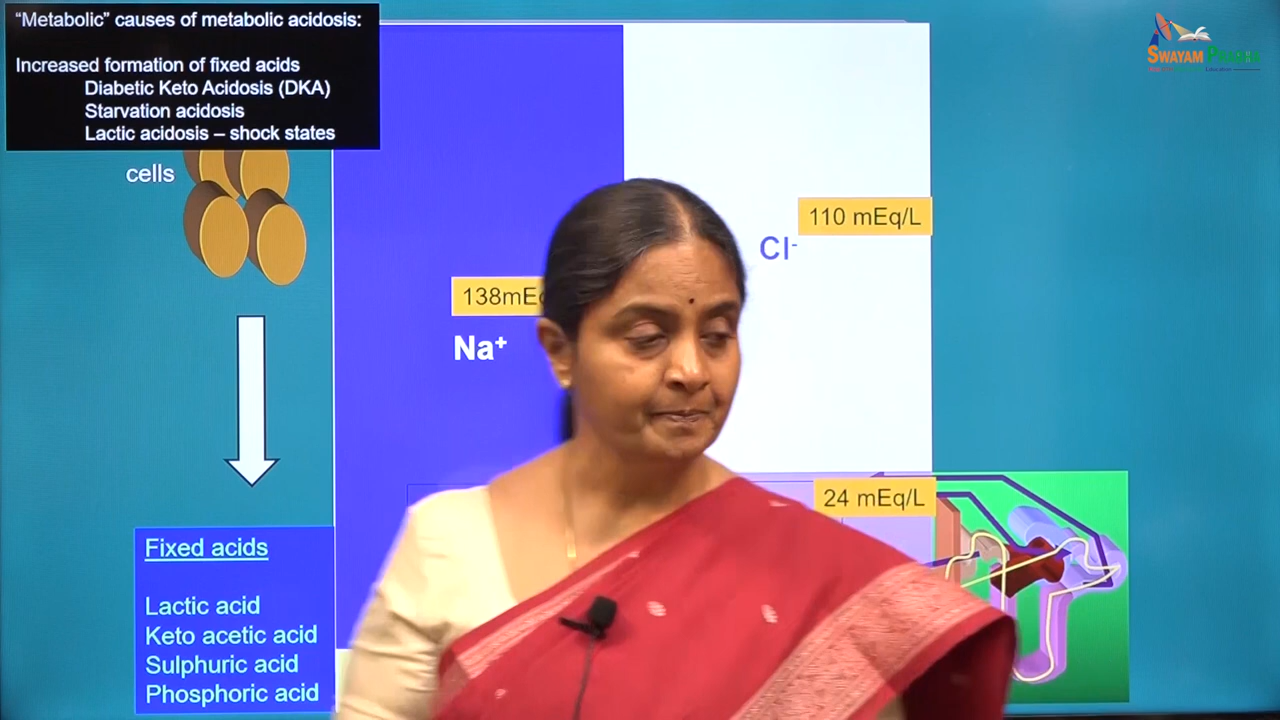 “Metabolic” causes of metabolic acidosis:
Increased formation of fixed acids
Diabetic Keto Acidosis (DKA)
Starvation acidosis
Lactic acidosis – shock states
cells
110 mEq/L
Cl-
Na+
24 mEq/L
Fixed acids
Lactic acid
Keto acetic acid
Sulphuric acid
Phosphoric acid
SWAYAM PRABHA